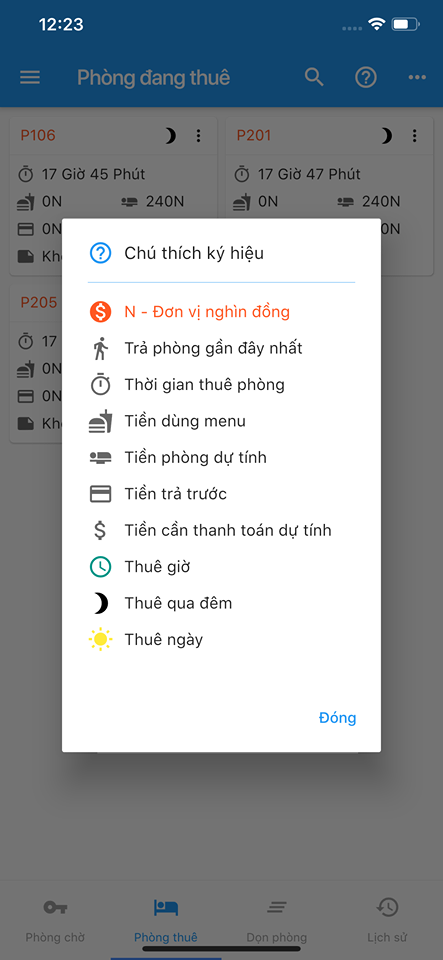 12:23
Phòng đang thuê
P106
P201
17 Giờ 45 Phút
17 Giờ 47 Phút
0N
240N
0N
240N
0N
0N
Chú thích ký hiệu
N - Đơn vị nghìn đồng
P205
Trả phòng gần đây nhất
17
Thời gian thuê phòng
0N
Tiền dùng menu
Tiền phòng dự tính
0N
Tiền trả trước
Tiền cần thanh toán dự tính
Thuê giờ
Thuê qua đêm
Thuê ngày
Đóng
Phòng chờ
Phòng thuê
Dọn phòng
Lịch sử